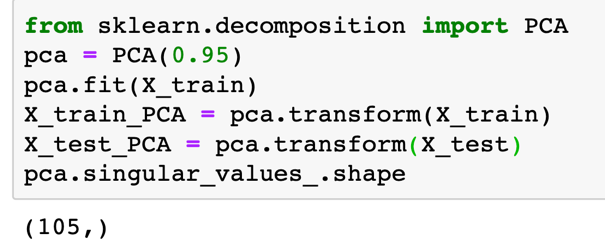 from sklearn.decomposition import PCA
pca = PCA(0.95)
pca.fit(X_train)
X_train_PCA = pca.transform(X_train)
X_test_PCA = pca.transform(X_test)
pca.singular_values_.shape
(105,)